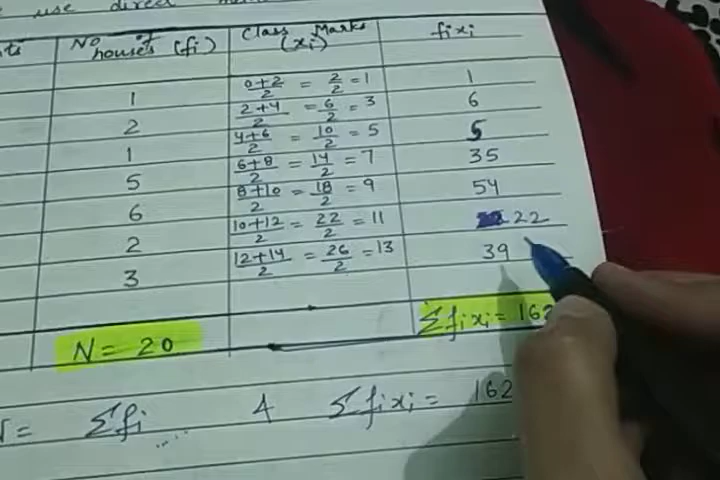 use direct
No of houses (fi) Class Marks (xi) fixi
1 0+2/2 = 2/2 = 1 1
2 2+4/2 = 6/2 = 3 6
1 4+6/2 = 10/2 = 5 5
5 6+8/2 = 14/2 = 7 35
6 8+10/2 = 18/2 = 9 54
2 10+12/2 = 22/2 = 11 22
3 12+14/2 = 26/2 = 13 39
N = 20 Σfixi = 162
= Σfi & Σfixi = 162